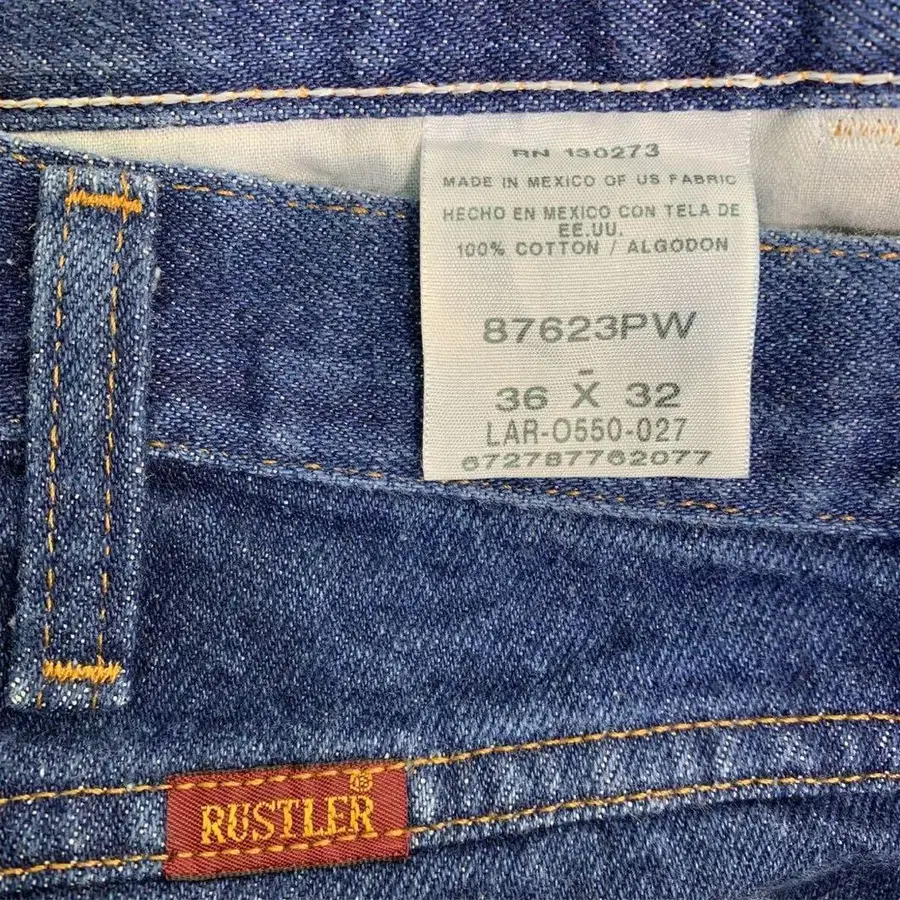 RN 130273
MADE IN MEXICO OF US FABRIC
HECHO EN MEXICO CON TELA DE
EE.UU.
100% COTTON / ALGODON
87623PW
36 X 32
LAR-O550-027
672787762077
RUSTLER